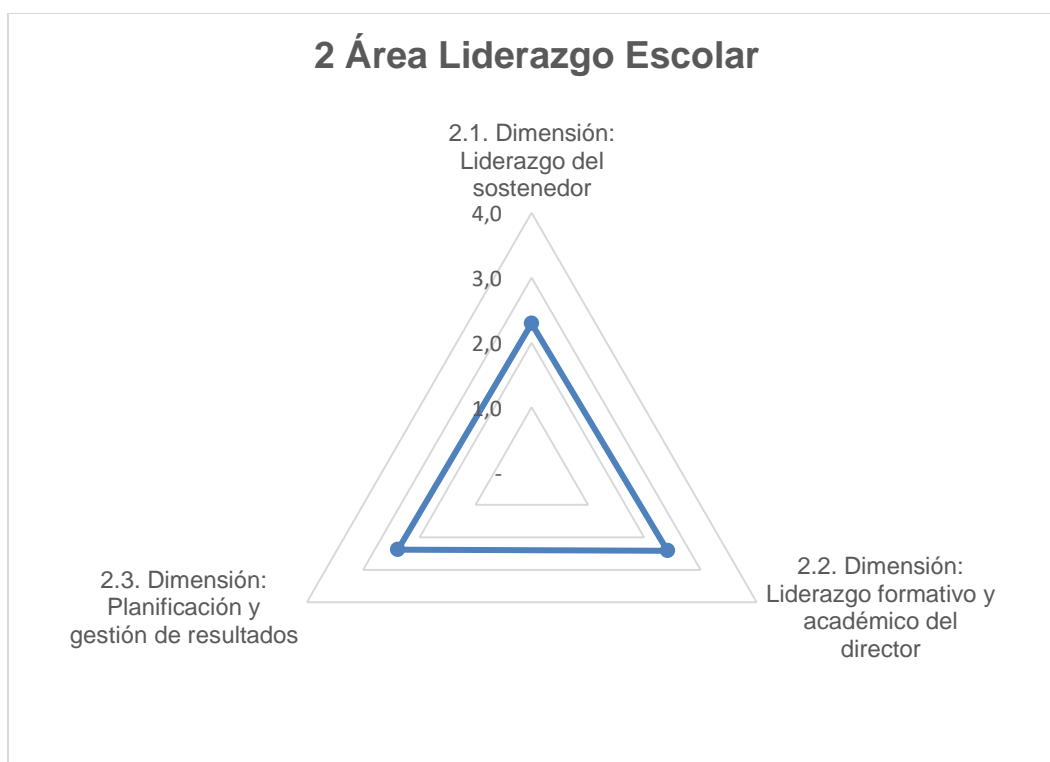 2 Área Liderazgo Escolar
2.1. Dimensión:
Liderazgo del
sostenedor
4,0
3,0
2,0
1,0
-
2.2. Dimensión:
Liderazgo formativo y
académico del
director
2.3. Dimensión:
Planificación y
gestión de resultados